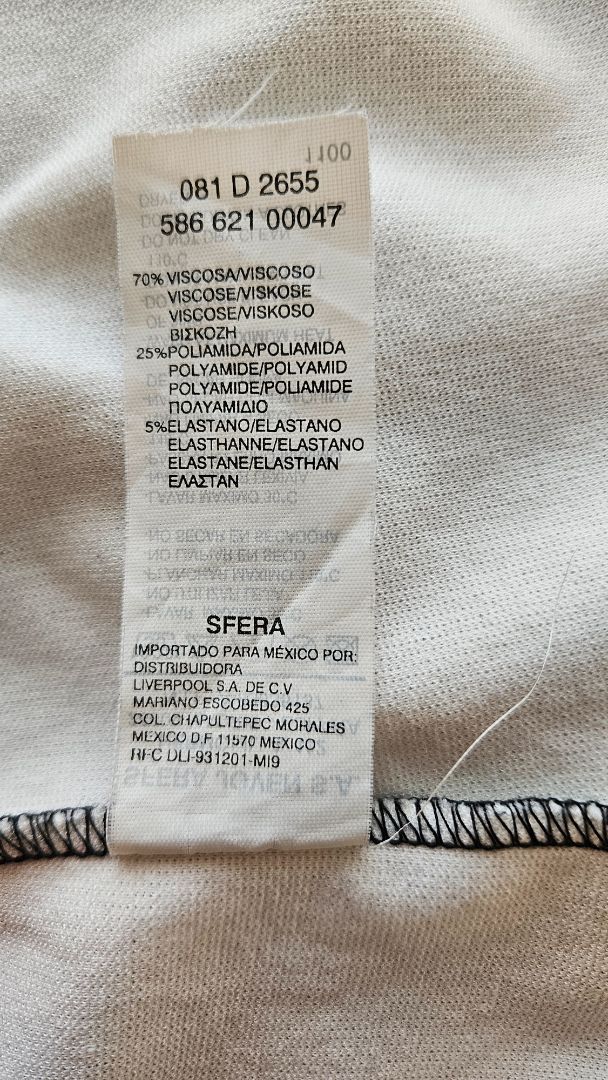 1100
081 D 2655
586 621 00047
70% VISCOSA/VISCOSO
VISCOSE/VISKOSE
VISCOSE/VISKOSO
ΒΙΣΚΟΖΗ
25%POLIAMIDA/POLIAMIDA
POLYAMIDE/POLYAMID
POLYAMIDE/POLIAMIDE
ΠΟΛΥΑΜΙΔΙΟ
5%ELASTANO/ELASTANO
ELASTHANNE/ELASTANO
ELASTANE/ELASTHAN
ΕΛΑΣΤΑΝ
SFERA
IMPORTADO PARA MÉXICO POR:
DISTRIBUIDORA
LIVERPOOL S.A. DE C.V
MARIANO ESCOBEDO 425
COL. CHAPULTEPEC MORALES
MEXICO D.F 11570 MEXICO
RFC DLI-931201-MI9